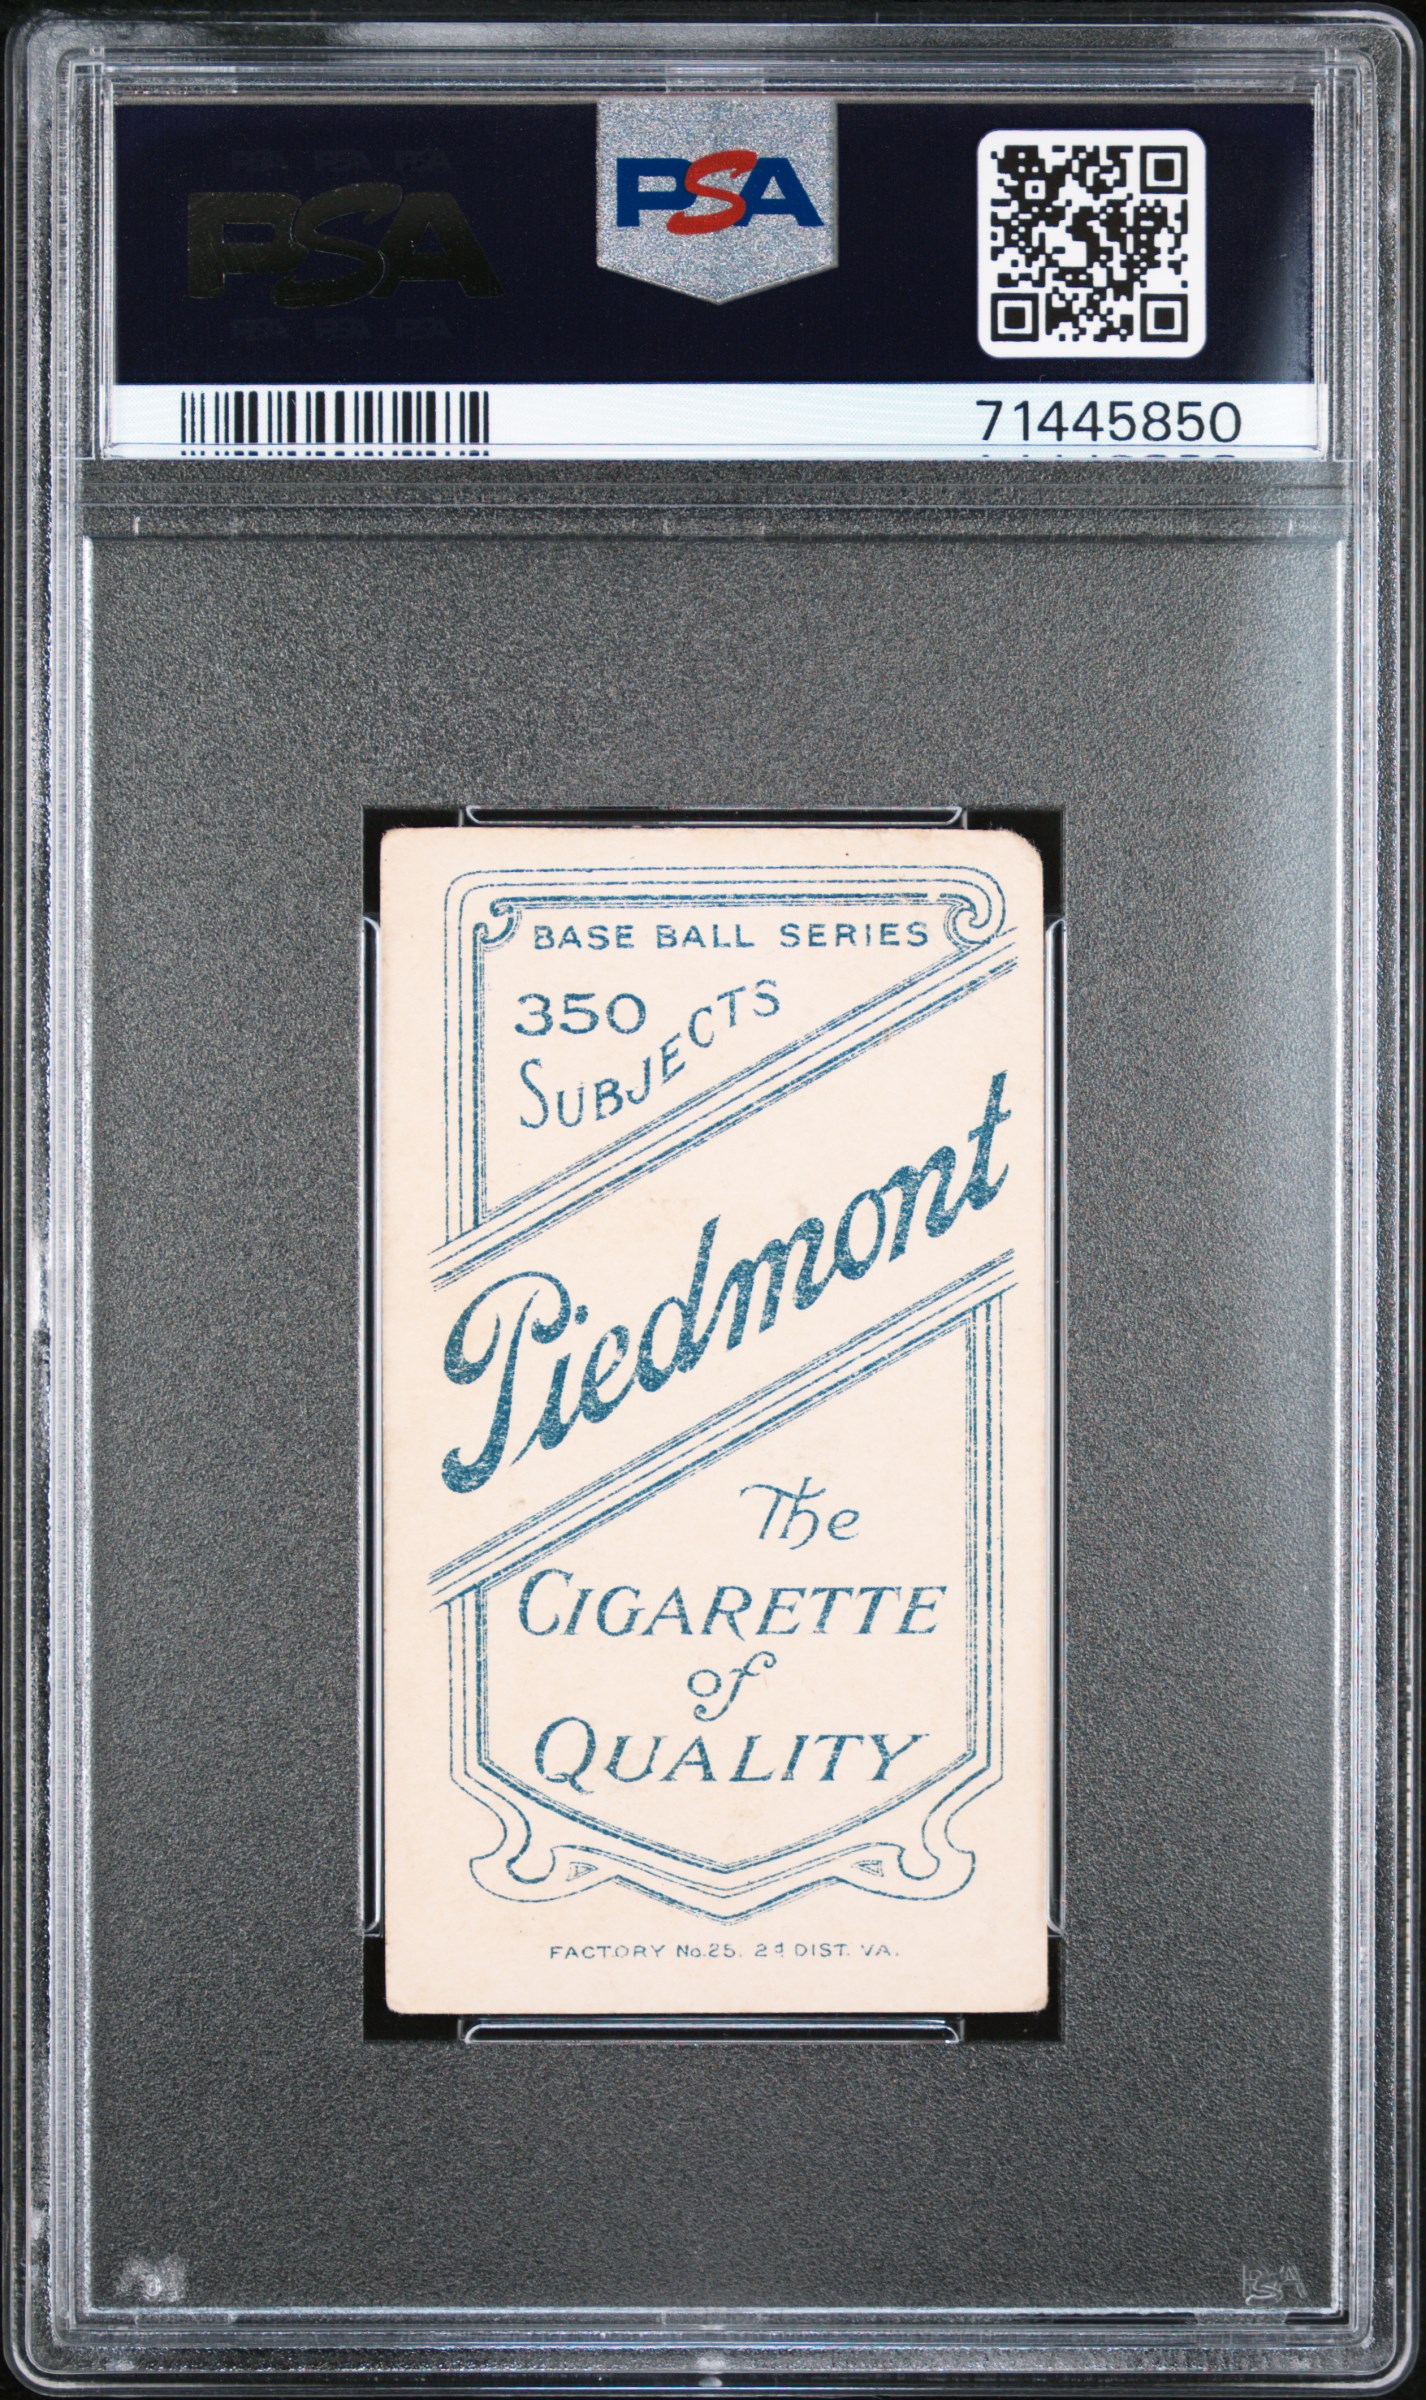 PSA
PSA
71445850
BASE BALL SERIES
350
SUBJECTS
Piedmont
The
CIGARETTE
of
QUALITY
FACTORY No. 25. 2d DIST. VA.
PSA